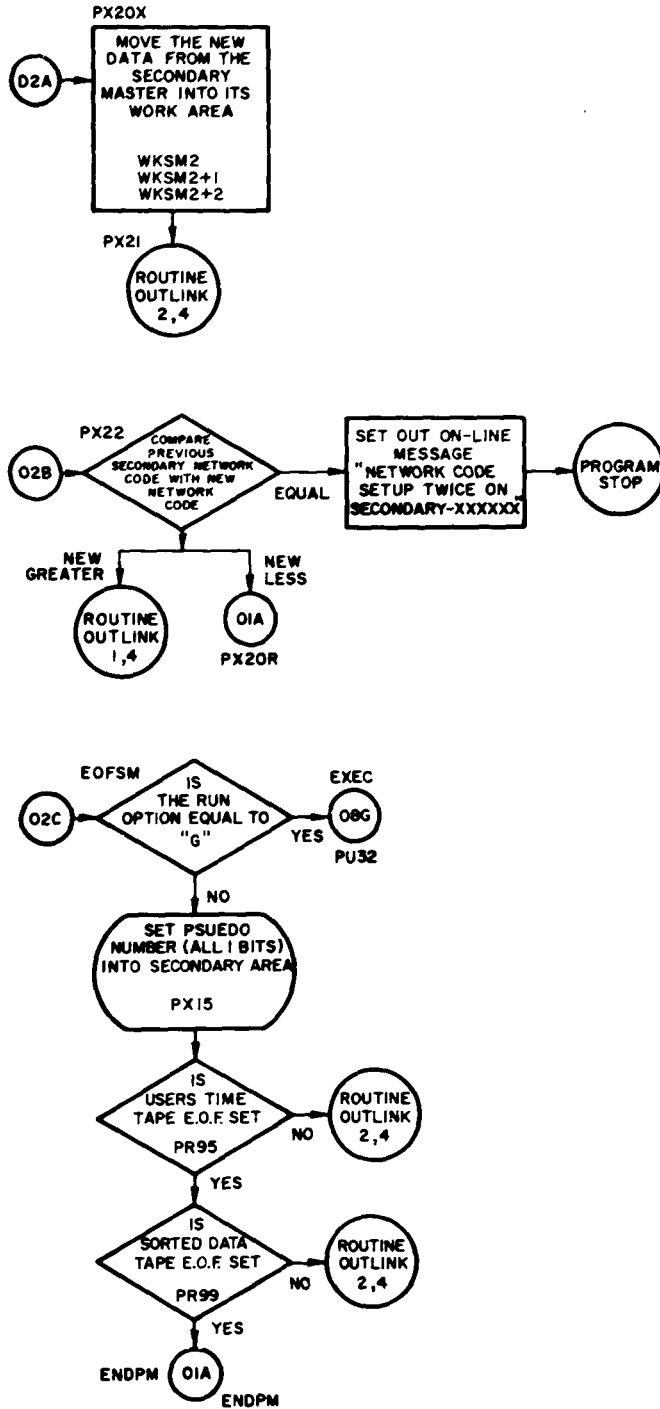 PX20X
MOVE THE NEW
DATA FROM THE
SECONDARY
MASTER INTO ITS
WORK AREA
WKSM2
WKSM2+1
WKSM2+2
D2A
PX21
ROUTINE
OUTLINK
2,4
PX22
COMPARE
PREVIOUS
SECONDARY NETWORK
CODE WITH NEW
NETWORK
CODE
02B
EQUAL
SET OUT ON-LINE
MESSAGE
"NETWORK CODE
SETUP TWICE ON
SECONDARY-XXXXXX"
PROGRAM
STOP
NEW
GREATER
NEW
LESS
ROUTINE
OUTLINK
1,4
01A
PX20R
EOFSM
IS
THE RUN
OPTION EQUAL TO
"G"
02C
YES
EXEC
08G
PU32
NO
SET PSUEDO
NUMBER (ALL 1 BITS)
INTO SECONDARY AREA
PX15
IS
USERS TIME
TAPE E.O.F. SET
PR95
NO
ROUTINE
OUTLINK
2,4
YES
IS
SORTED DATA
TAPE E.O.F. SET
PR99
NO
ROUTINE
OUTLINK
2,4
YES
ENDPM
01A
ENDPM